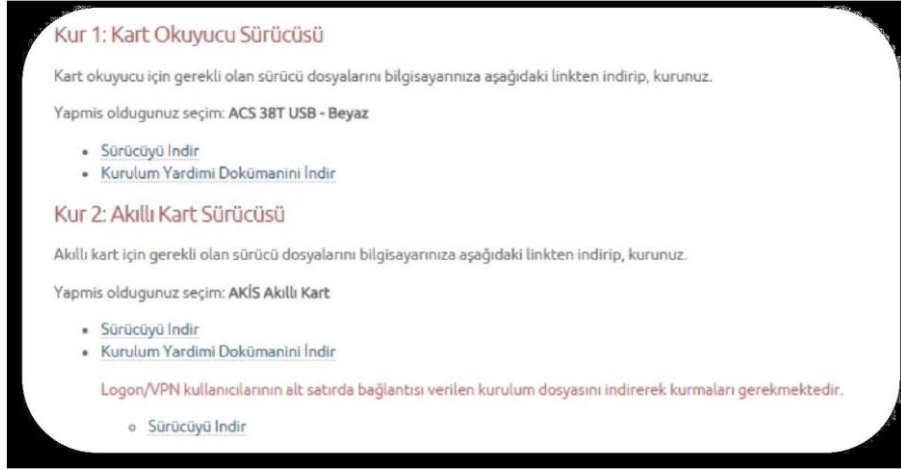 Kur 1: Kart Okuyucu Sürücüsü
Kart okuyucu için gerekli olan sürücü dosyalarını bilgisayarınıza aşağıdaki linkten indirip, kurunuz.
Yapmis oldugunuz seçim: ACS 38T USB - Beyaz
Sürücüyü Indir
Kurulum Yardimi Dokümanini İndir
Kur 2: Akıllı Kart Sürücüsü
Akıllı kart için gerekli olan sürücü dosyalarını bilgisayarınıza aşağıdaki linkten indirip, kurunuz.
Yapmis oldugunuz seçim: AKİS Akıllı Kart
Sürücüyü Indir
Kurulum Yardimi Dokümanini İndir
Logon/VPN kullanıcılarının alt satırda bağlantısı verilen kurulum dosyasını indirerek kurmaları gerekmektedir.
Sürücüyü Indir